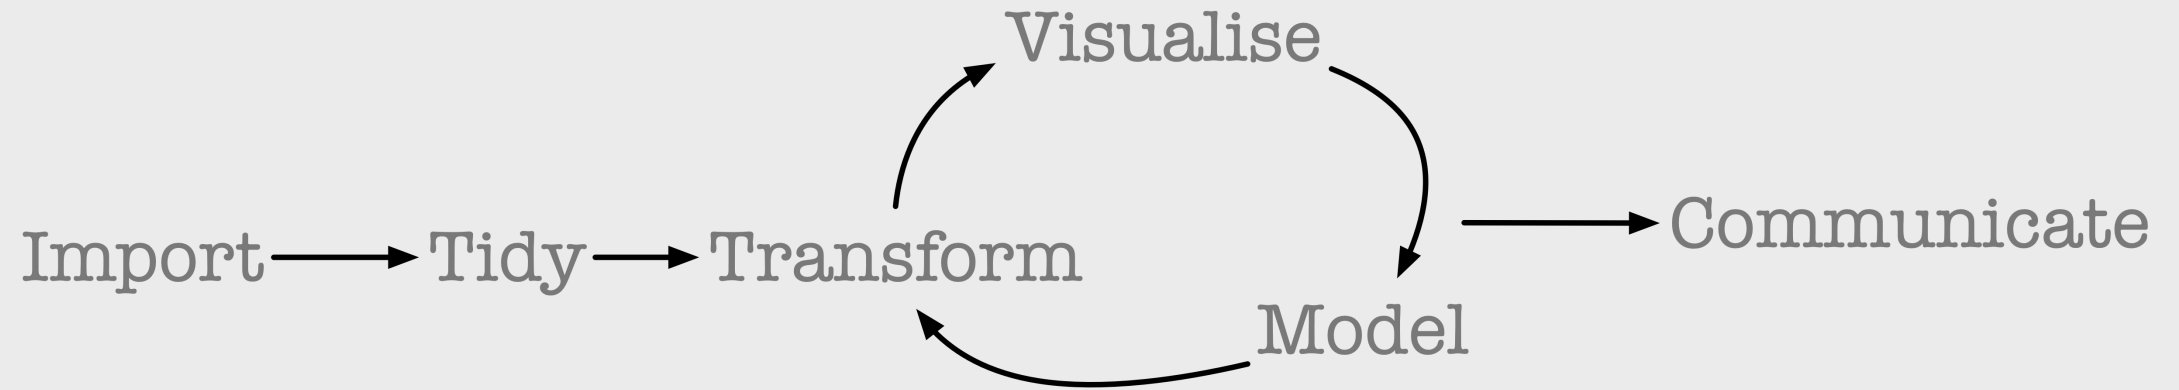 Visualise
Import
Tidy
Transform
Communicate
Model